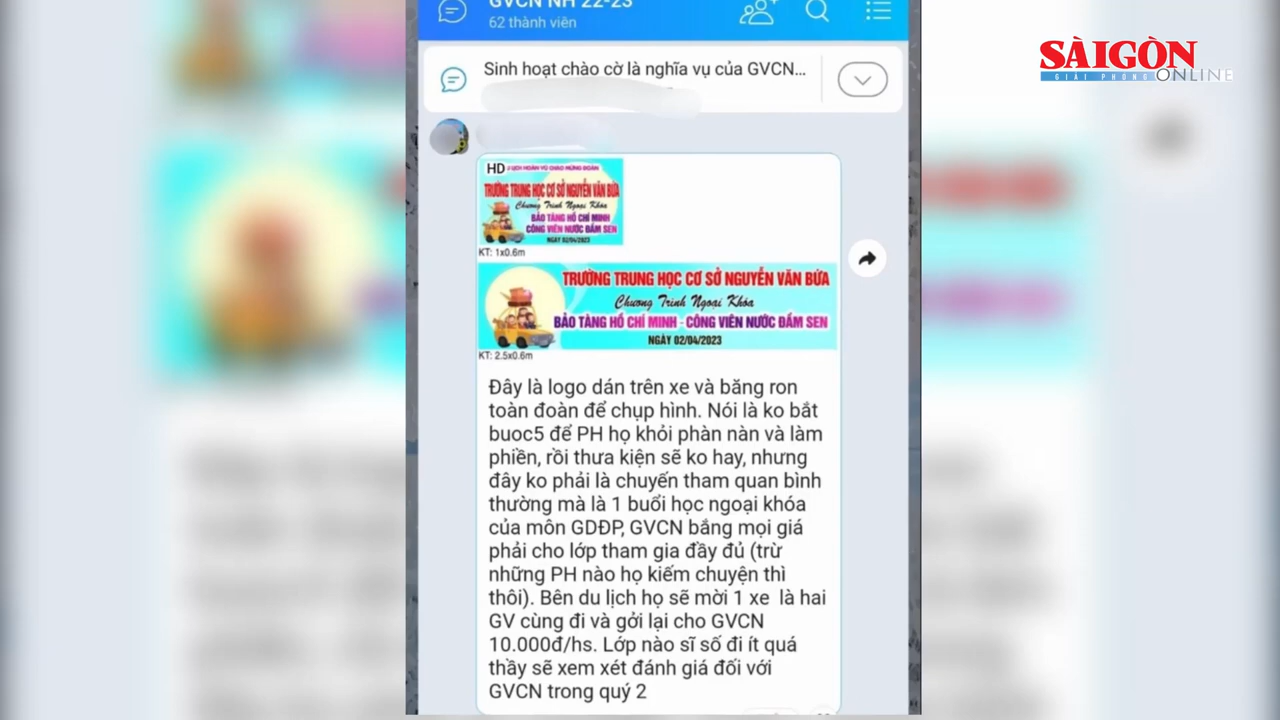 GVCN NH 22-23
62 thành viên
SÀIGÒN
GIẢI PHÓNG ONLINE
Sinh hoạt chào cờ là nghĩa vụ của GVCN...
HD
TRƯỜNG TRUNG HỌC CƠ SỞ NGUYỄN VĂN BỨA
Chương Trình Ngoại Khóa
BẢO TÀNG HỒ CHÍ MINH
CÔNG VIÊN NƯỚC ĐẦM SEN
NGÀY 02/04/2023
KT: 1x0.6m
TRƯỜNG TRUNG HỌC CƠ SỞ NGUYỄN VĂN BỨA
Chương Trình Ngoại Khóa
BẢO TÀNG HỒ CHÍ MINH - CÔNG VIÊN NƯỚC ĐẦM SEN
NGÀY 02/04/2023
KT: 2.5x0.6m
Đây là logo dán trên xe và băng ron
toàn đoàn để chụp hình. Nói là ko bắt
buoc5 để PH họ khỏi phàn nàn và làm
phiền, rồi thưa kiện sẽ ko hay, nhưng
đây ko phải là chuyến tham quan bình
thường mà là 1 buổi học ngoại khóa
của môn GDĐP, GVCN bắng mọi giá
phải cho lớp tham gia đầy đủ (trừ
những PH nào họ kiếm chuyện thì
thôi). Bên du lịch họ sẽ mời 1 xe là hai
GV cùng đi và gởi lại cho GVCN
10.000đ/hs. Lớp nào sĩ số đi ít quá
thầy sẽ xem xét đánh giá đối với
GVCN trong quý 2